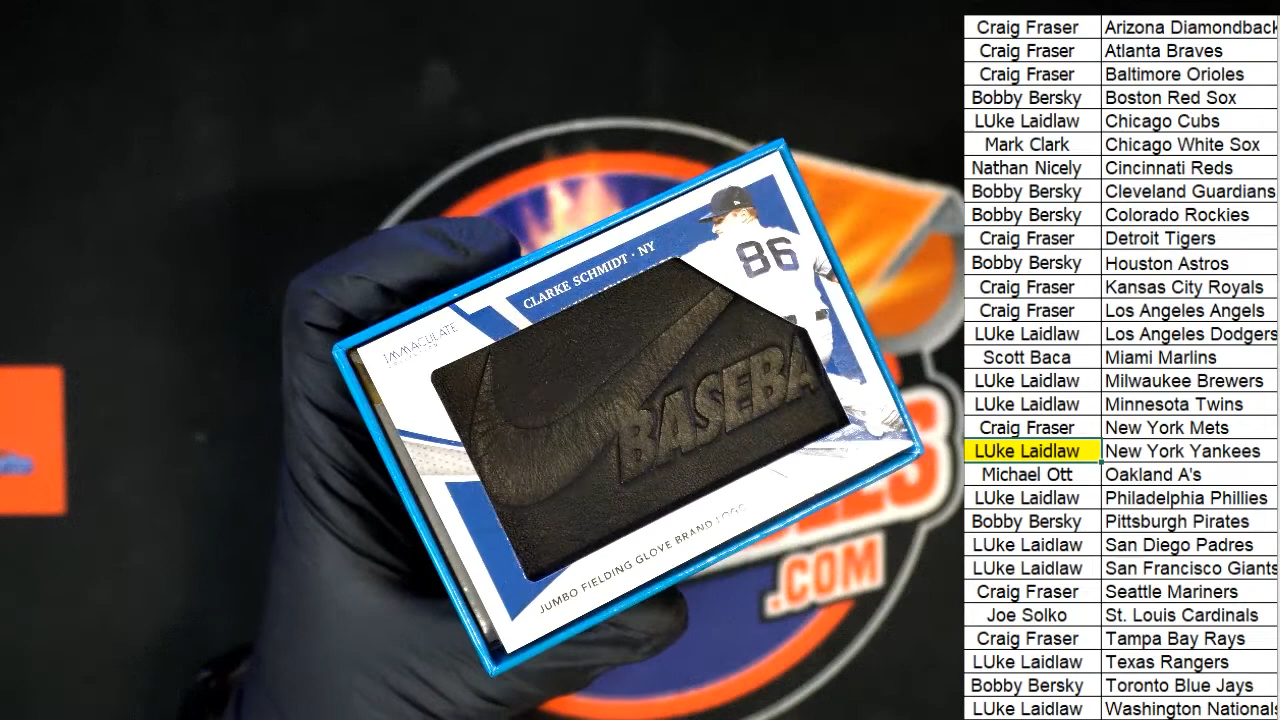 IMMACULATE
CLARKE SCHMIDT · NY
86
BASEBA
JUMBO FIELDING GLOVE BRAND LOGO
.COM
Craig Fraser Arizona Diamondback
Craig Fraser Atlanta Braves
Craig Fraser Baltimore Orioles
Bobby Bersky Boston Red Sox
LUke Laidlaw Chicago Cubs
Mark Clark Chicago White Sox
Nathan Nicely Cincinnati Reds
Bobby Bersky Cleveland Guardians
Bobby Bersky Colorado Rockies
Craig Fraser Detroit Tigers
Bobby Bersky Houston Astros
Craig Fraser Kansas City Royals
Craig Fraser Los Angeles Angels
LUke Laidlaw Los Angeles Dodgers
Scott Baca Miami Marlins
LUke Laidlaw Milwaukee Brewers
LUke Laidlaw Minnesota Twins
Craig Fraser New York Mets
LUke Laidlaw New York Yankees
Michael Ott Oakland A's
LUke Laidlaw Philadelphia Phillies
Bobby Bersky Pittsburgh Pirates
LUke Laidlaw San Diego Padres
LUke Laidlaw San Francisco Giants
Craig Fraser Seattle Mariners
Joe Solko St. Louis Cardinals
Craig Fraser Tampa Bay Rays
LUke Laidlaw Texas Rangers
Bobby Bersky Toronto Blue Jays
LUke Laidlaw Washington Nationals